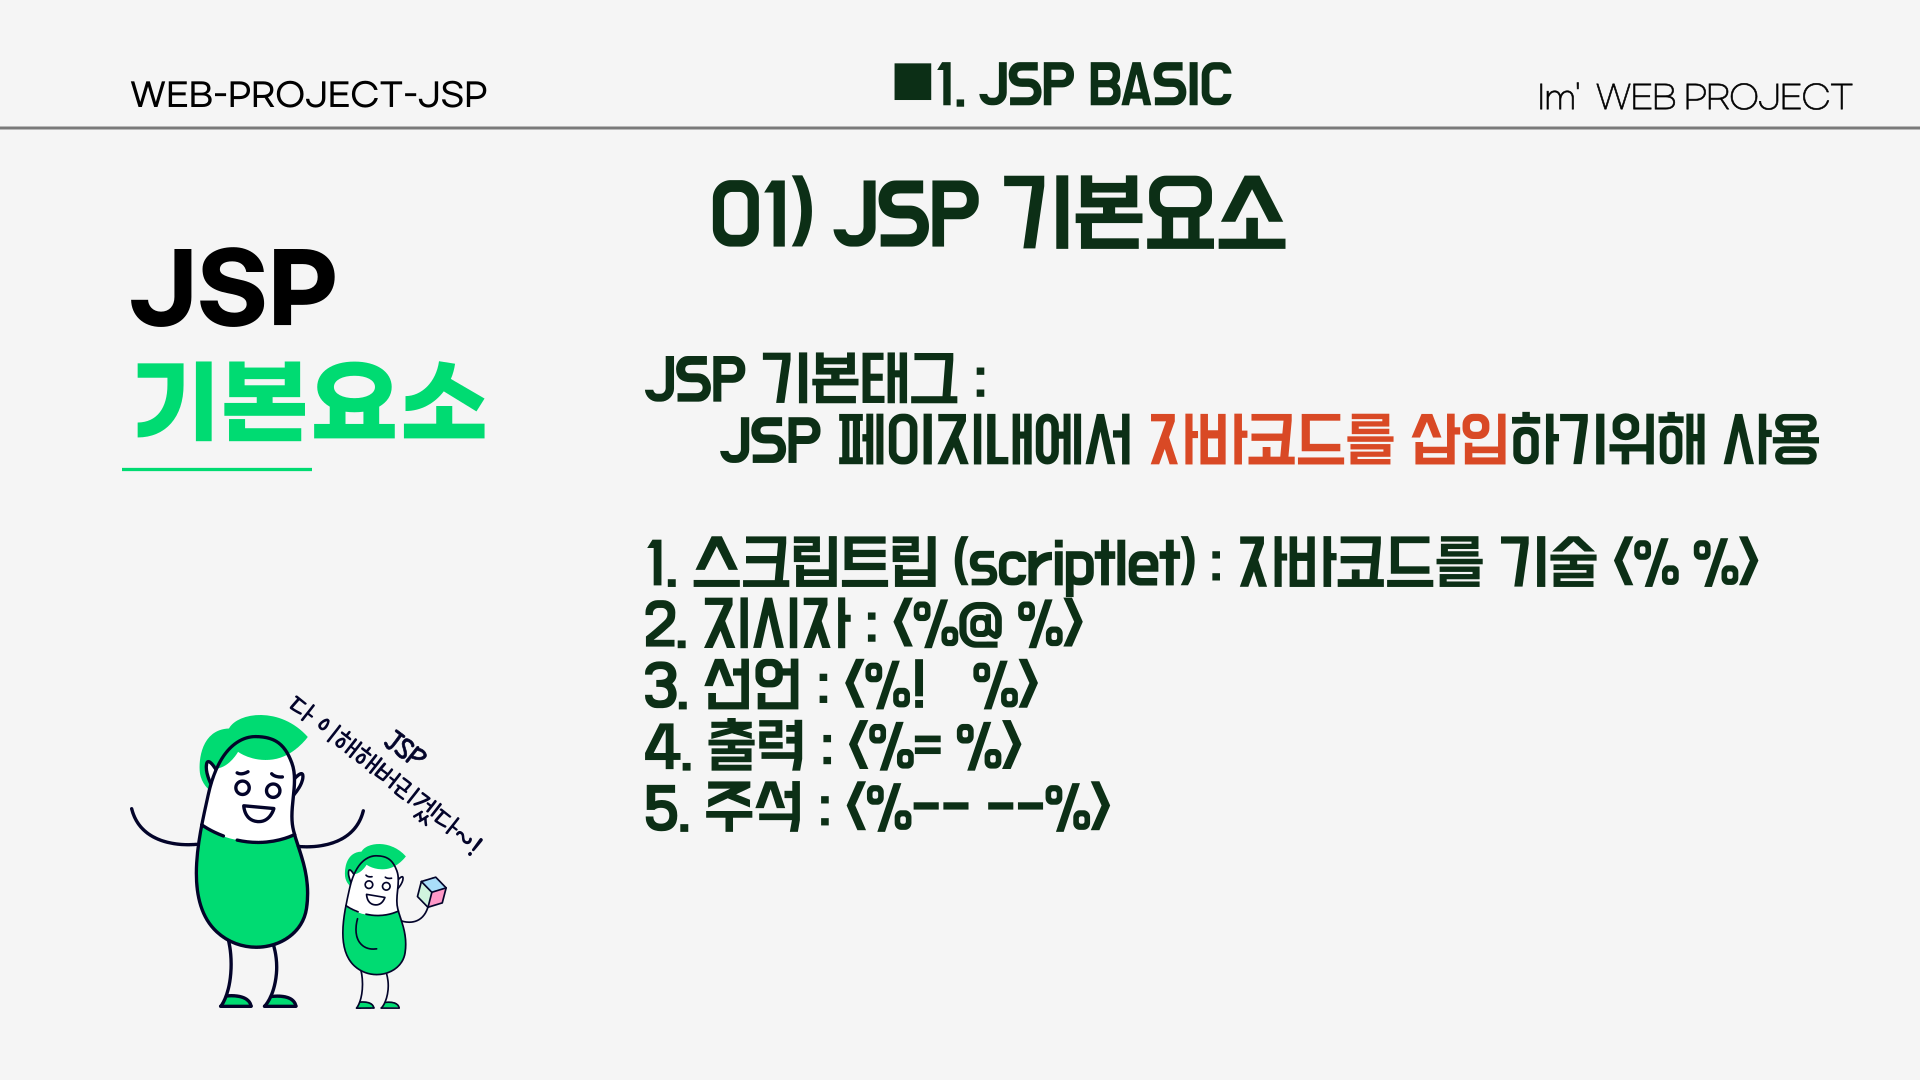 WEB-PROJECT-JSP
■1. JSP BASIC
Im' WEB PROJECT
01) JSP 기본요소
JSP
기본요소
JSP 기본태그 :
JSP 페이지내에서 자바코드를 삽입하기위해 사용
1. 스크립트립 (scriptlet) : 자바코드를 기술 <% %>
2. 지시자 : <%@ %>
3. 선언 : <%! %>
4. 출력 : <%= %>
5. 주석 : <%-- --%>
JSP
다 이해해버리겠다~!